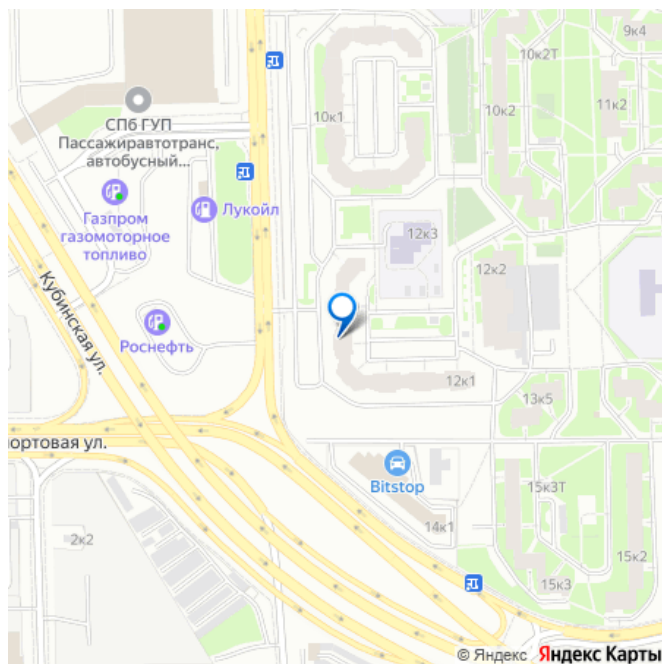 9к4
10к2Т
10к1
10к2
11к2
СПб ГУП
Пассажиравтотранс,
автобусный...
Газпром
газомоторное
топливо
Лукойл
12к3
12к2
Кубинская ул.
Роснефть
12к1
13к5
портовая ул.
Bitstop
15к3Т
14к1
2к2
15к2
15к3
© Яндекс Яндекс Карты